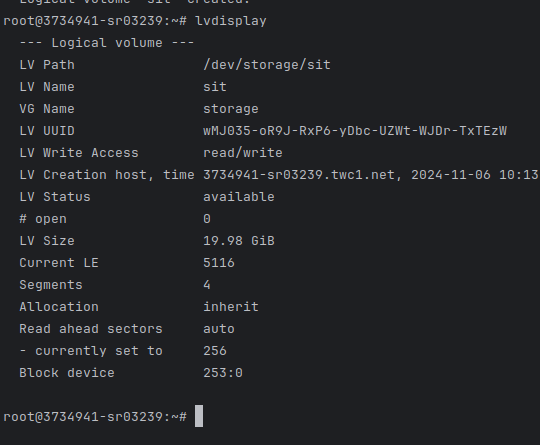 Logical volume "sit" created.
root@3734941-sr03239:~# lvdisplay
--- Logical volume ---
LV Path /dev/storage/sit
LV Name sit
VG Name storage
LV UUID wMJ035-oR9J-RxP6-yDbc-UZWt-WJDr-TxTEzW
LV Write Access read/write
LV Creation host, time 3734941-sr03239.twc1.net, 2024-11-06 10:13
LV Status available
# open 0
LV Size 19.98 GiB
Current LE 5116
Segments 4
Allocation inherit
Read ahead sectors auto
- currently set to 256
Block device 253:0
root@3734941-sr03239:~#